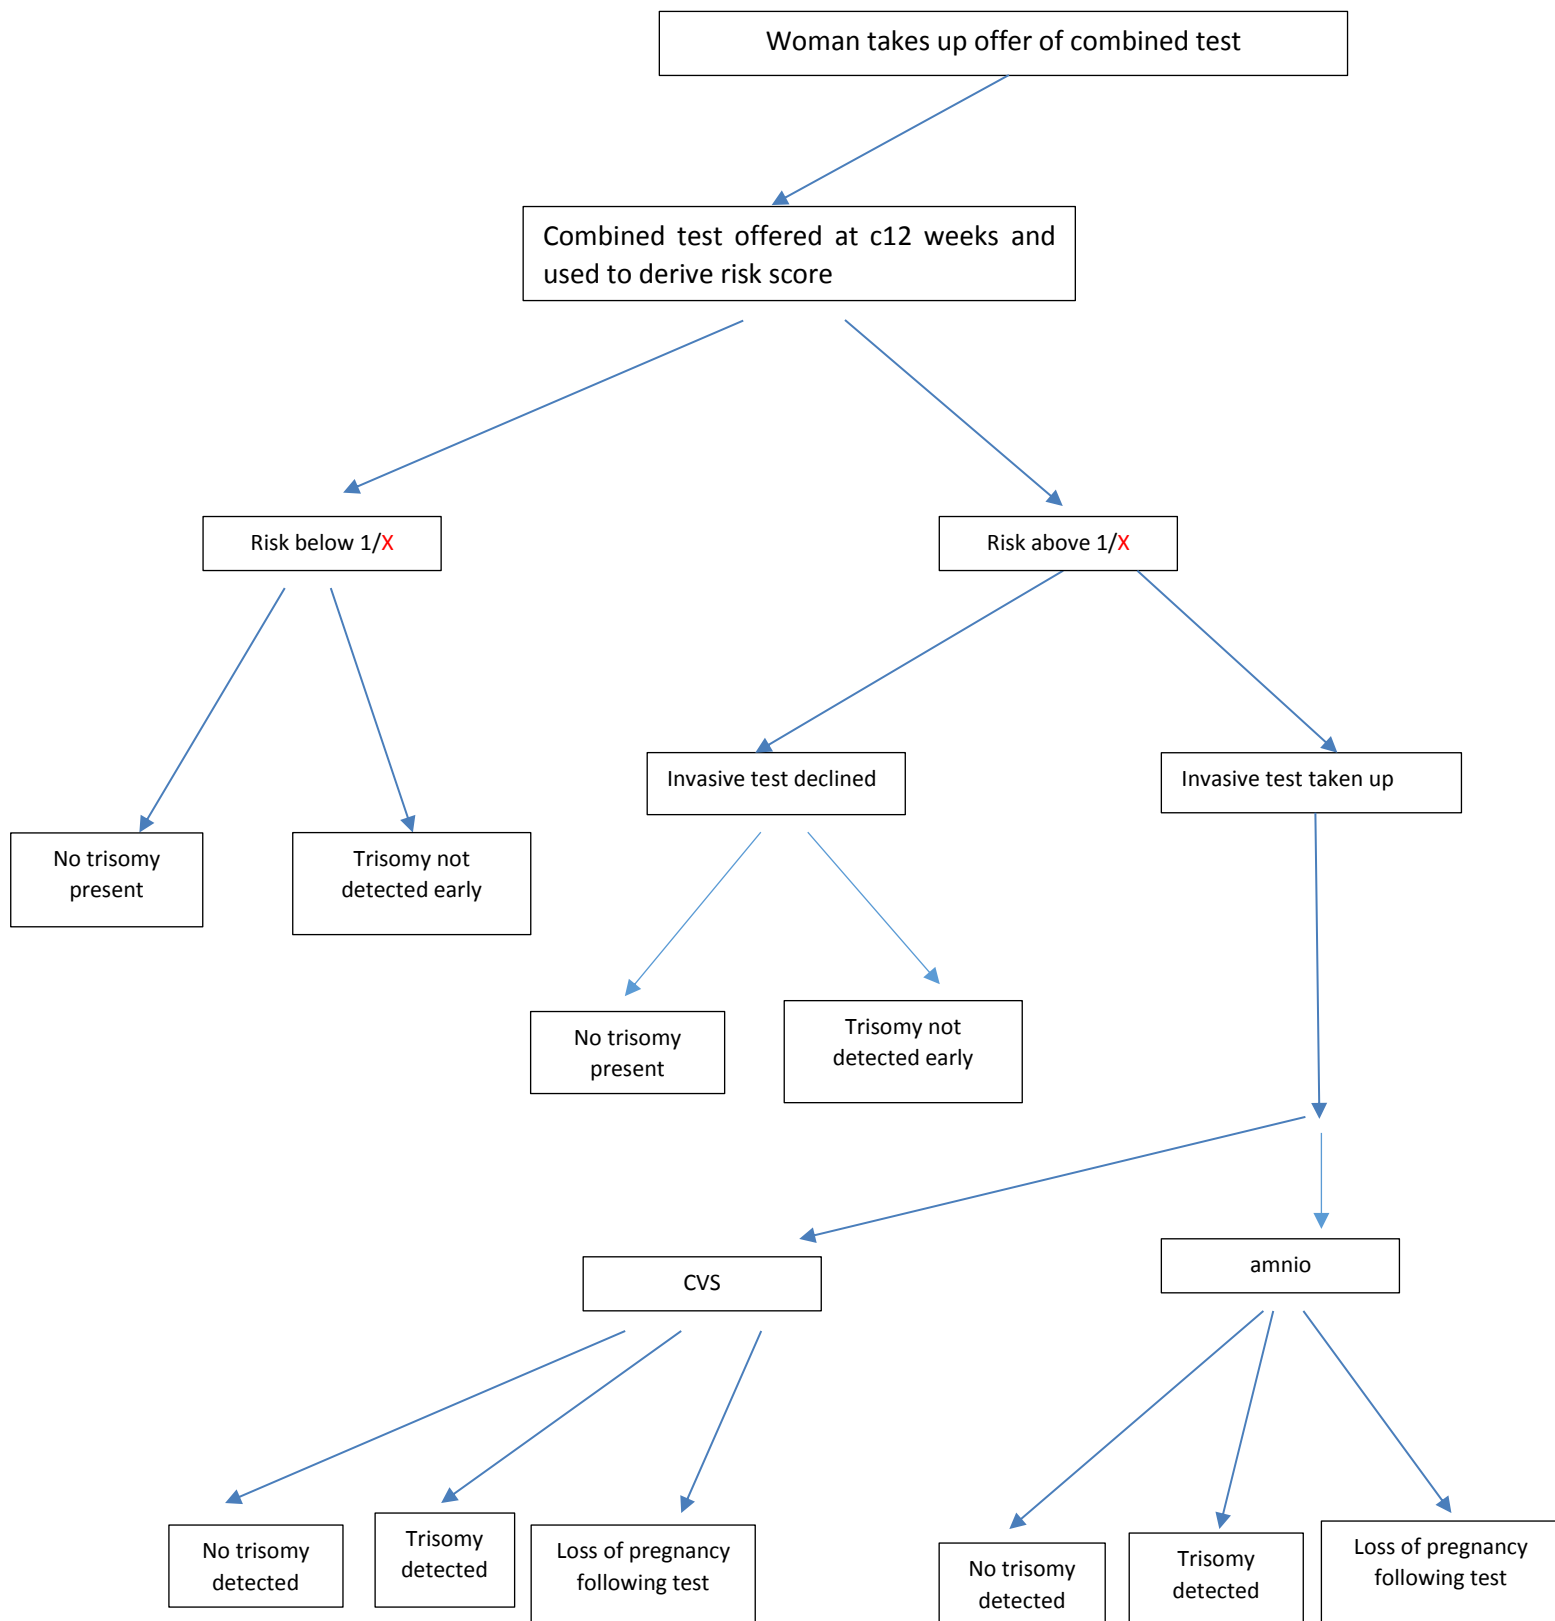 Woman takes up offer of combined test
Combined test offered at c12 weeks and
used to derive risk score
Risk below 1/X
Risk above 1/X
Invasive test declined
Invasive test taken up
No trisomy
present
Trisomy not
detected early
No trisomy
present
Trisomy not
detected early
CVS
amnio
No trisomy
detected
Trisomy
detected
Loss of pregnancy
following test
No trisomy
detected
Trisomy
detected
Loss of pregnancy
following test